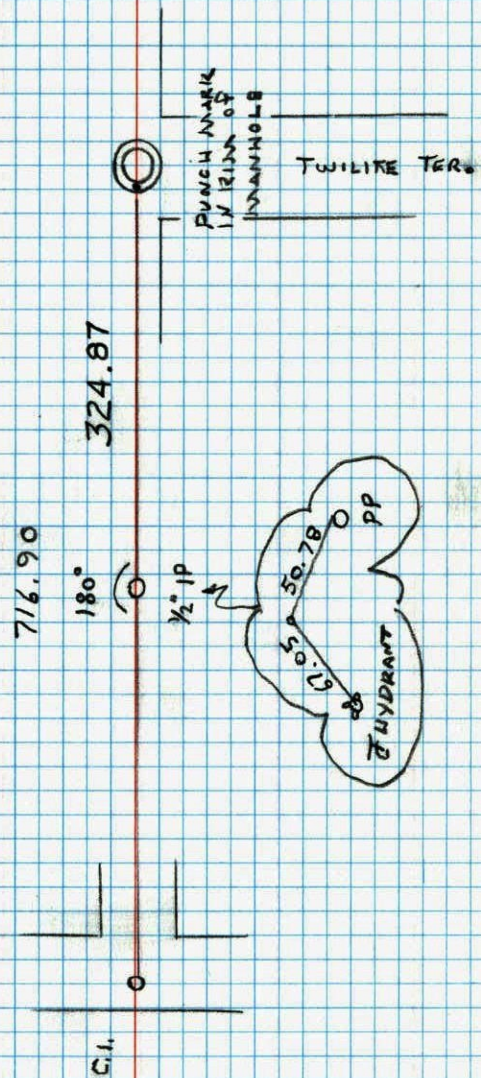 PUNCH MARK
IN RIM OF
MANHOLE
TWILITE TER.
324.87
716.90
180°
1/2" IP
50.78
61.05
PP
℄ HYDRANT
C.I.